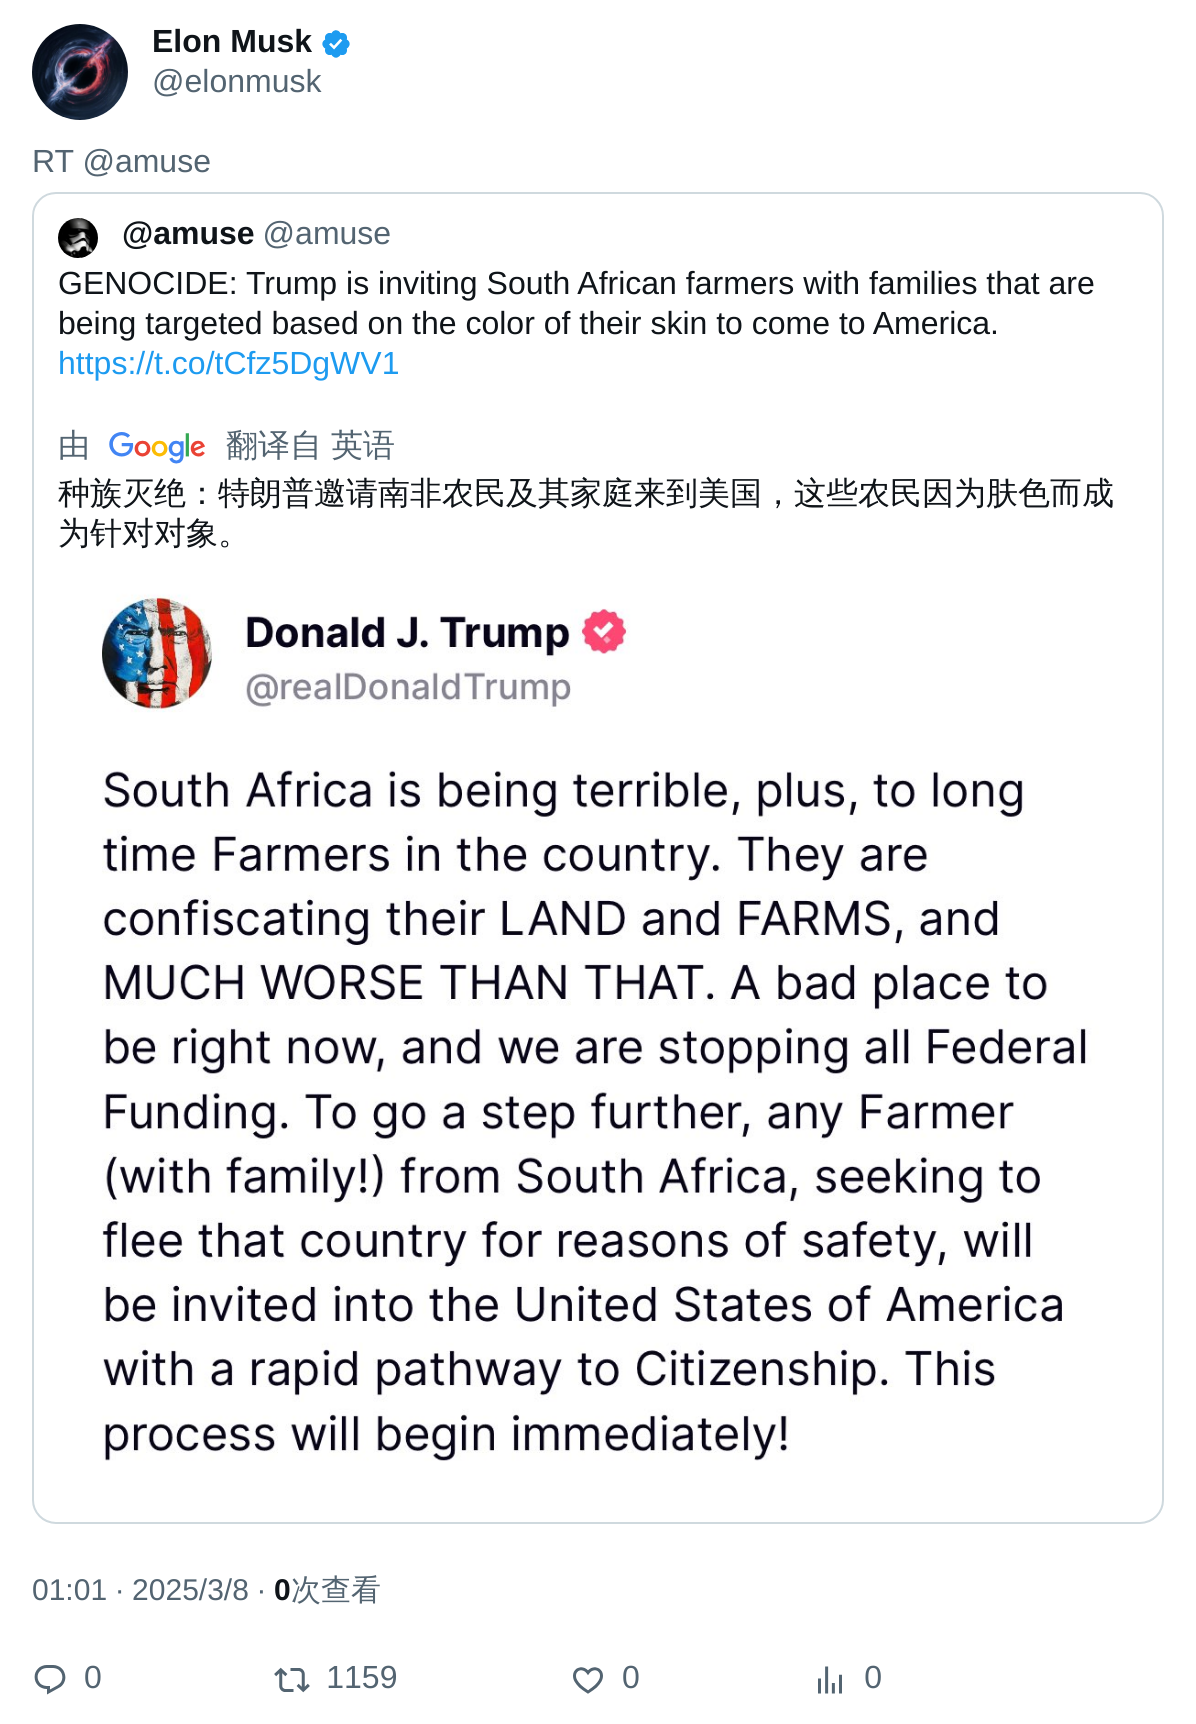 Elon Musk
@elonmusk
RT @amuse
@amuse @amuse
GENOCIDE: Trump is inviting South African farmers with families that are
being targeted based on the color of their skin to come to America.
https://t.co/tCfz5DgWV1
由 Google 翻译自 英语
种族灭绝：特朗普邀请南非农民及其家庭来到美国，这些农民因为肤色而成
为针对对象。
Donald J. Trump
@realDonaldTrump
South Africa is being terrible, plus, to long
time Farmers in the country. They are
confiscating their LAND and FARMS, and
MUCH WORSE THAN THAT. A bad place to
be right now, and we are stopping all Federal
Funding. To go a step further, any Farmer
(with family!) from South Africa, seeking to
flee that country for reasons of safety, will
be invited into the United States of America
with a rapid pathway to Citizenship. This
process will begin immediately!
01:01 · 2025/3/8 · 0次查看
0 1159 0 0